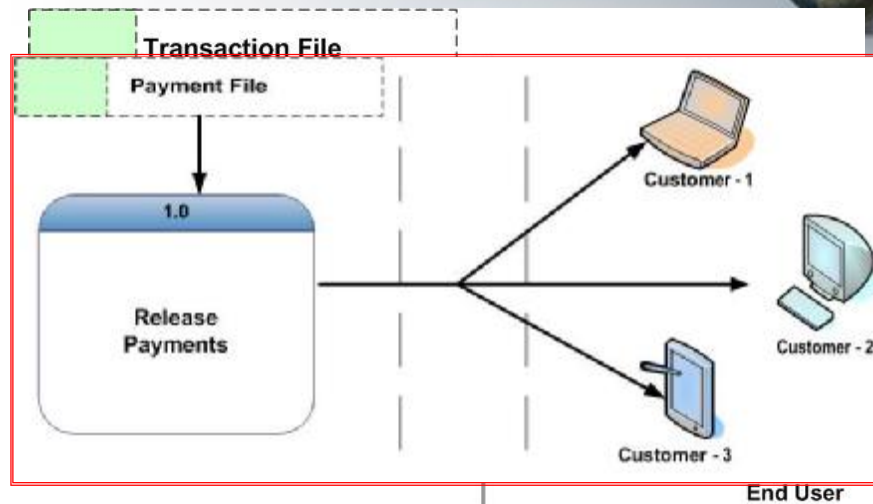 Transaction File
Payment File
1.0
Release
Payments
Customer - 1
Customer - 2
Customer - 3
End User